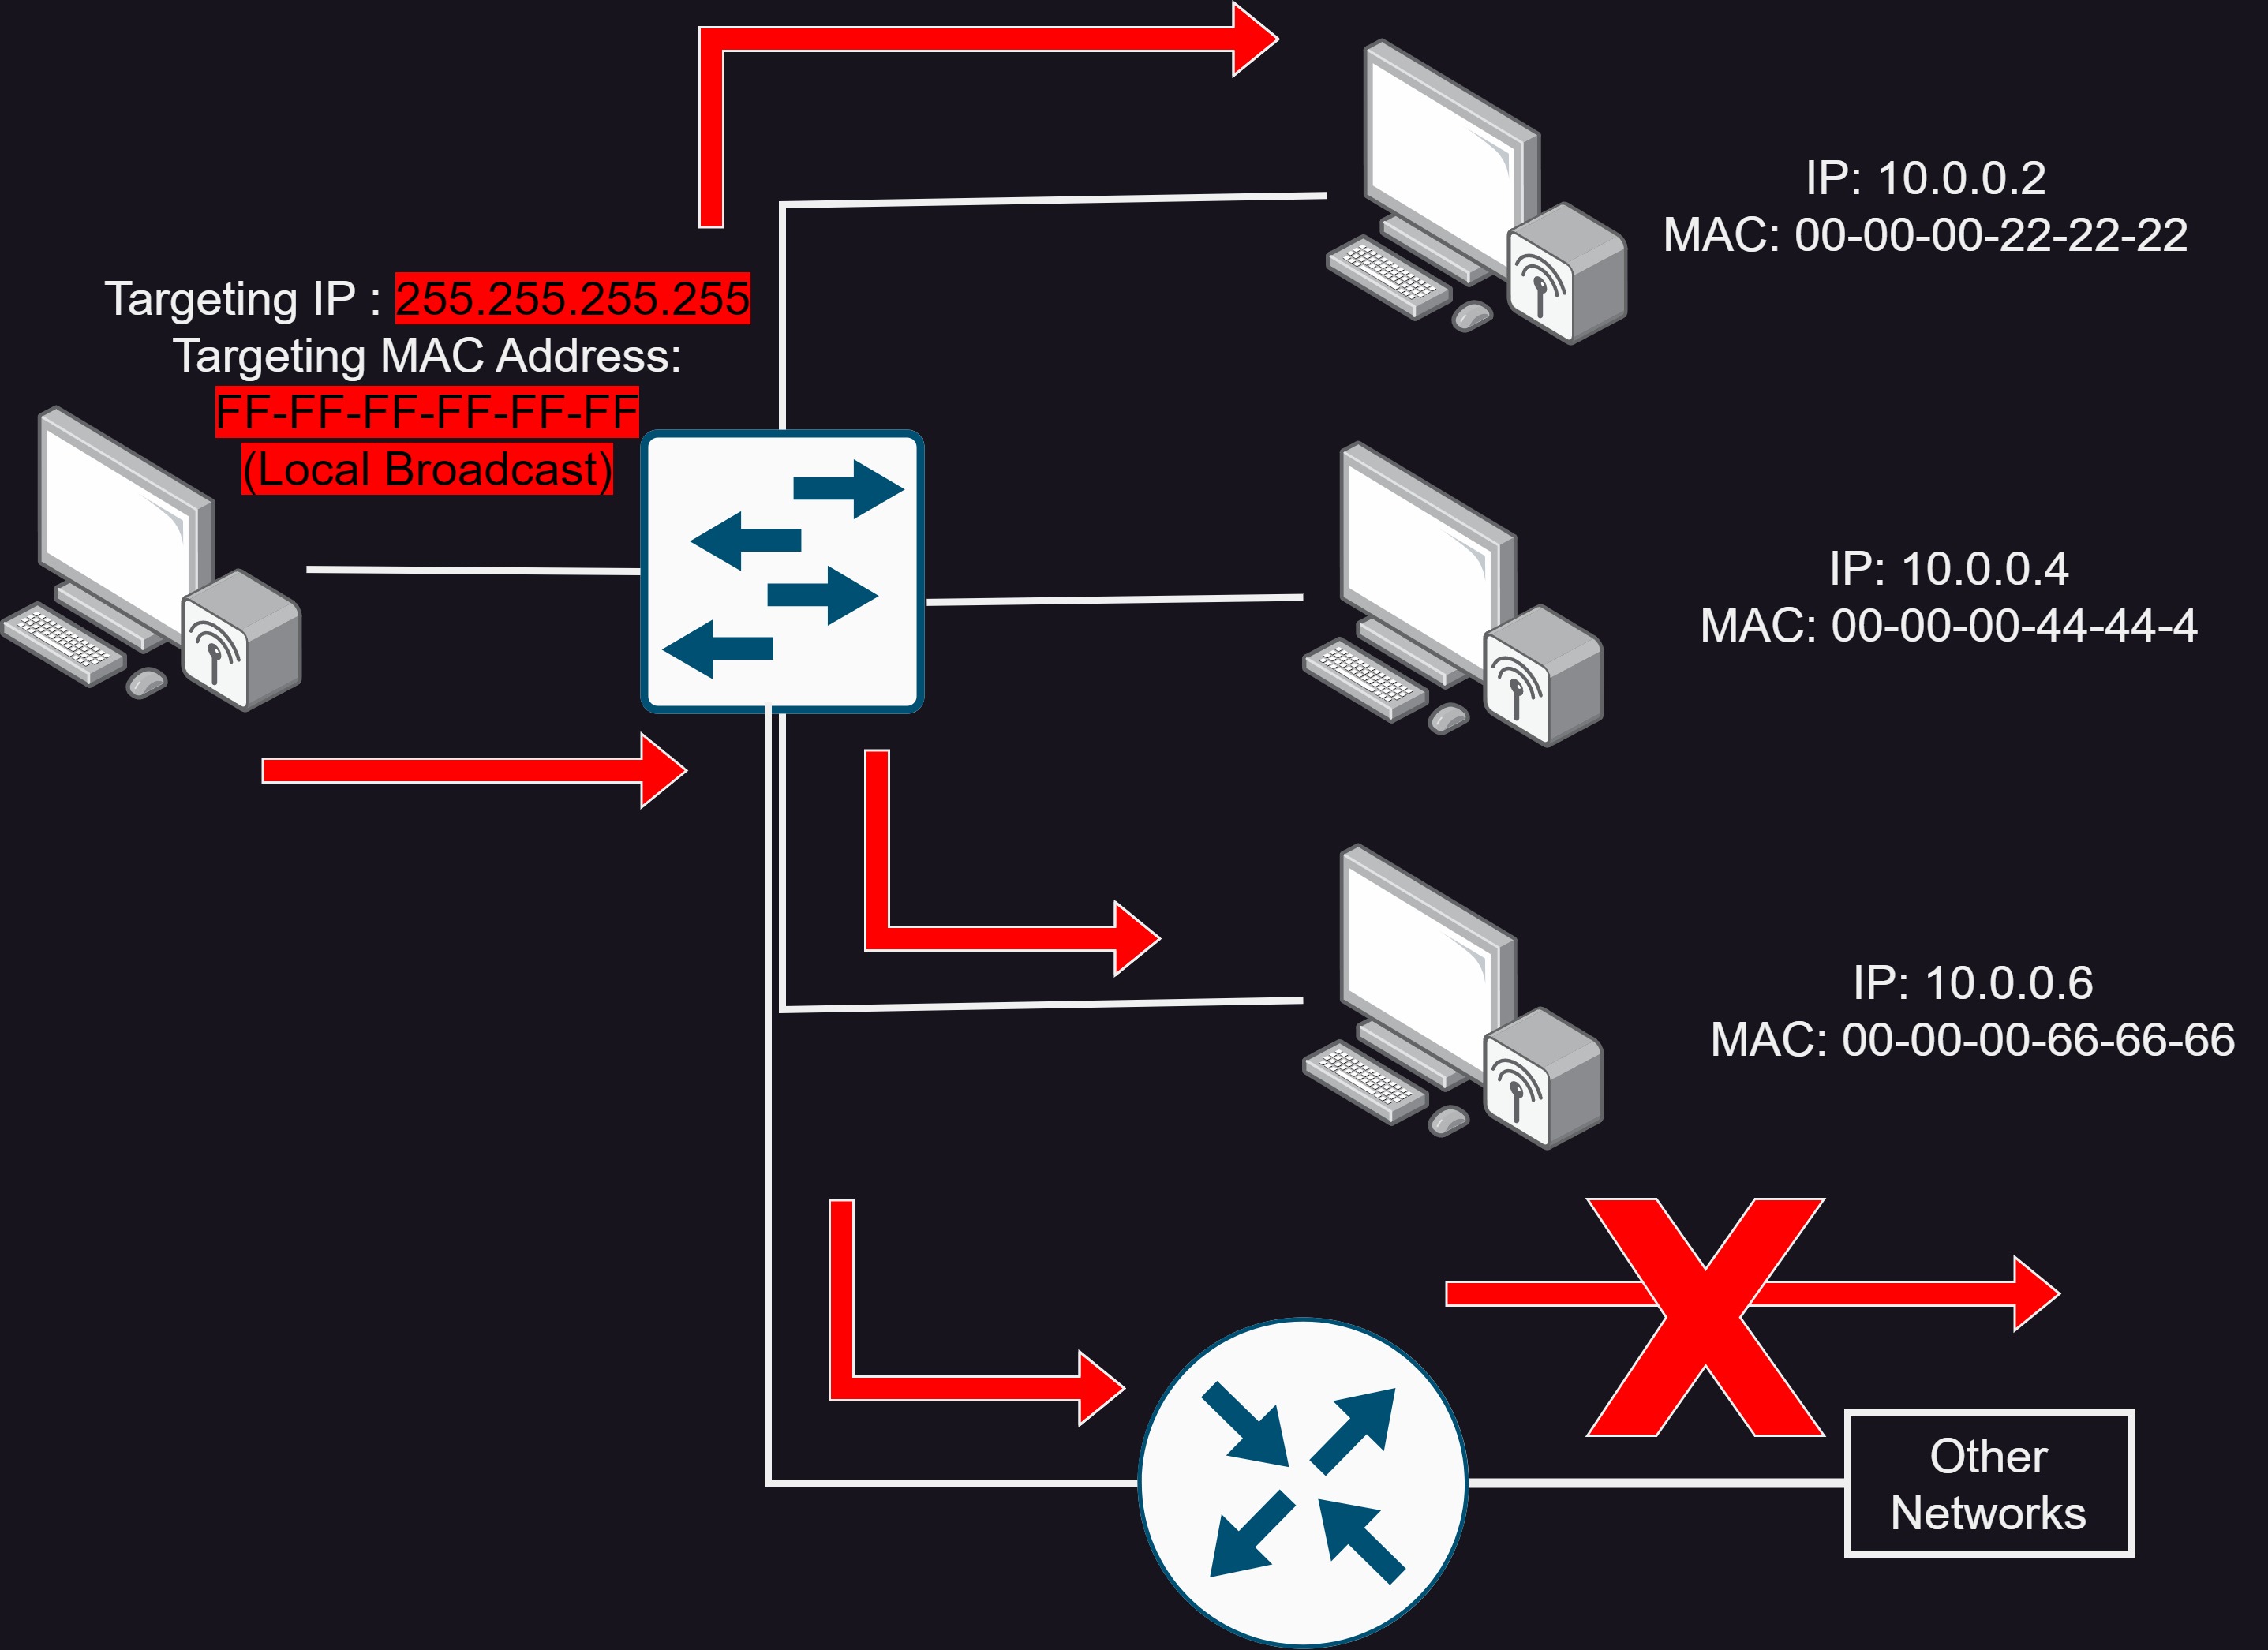 IP: 10.0.0.2
MAC: 00-00-00-22-22-22
Targeting IP : 255.255.255.255
Targeting MAC Address:
FF-FF-FF-FF-FF-FF
(Local Broadcast)
IP: 10.0.0.4
MAC: 00-00-00-44-44-4
IP: 10.0.0.6
MAC: 00-00-00-66-66-66
Other
Networks